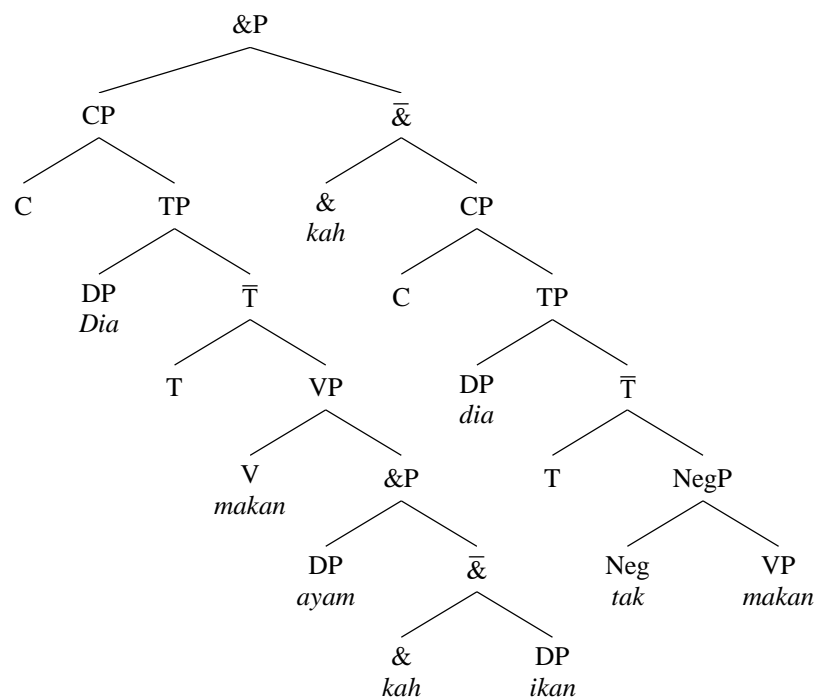 &P
CP &̅
C TP & CP
kah
DP T̅ C TP
Dia
T VP DP T̅
dia
V &P T NegP
makan
DP &̅ Neg VP
ayam tak makan
& DP
kah ikan